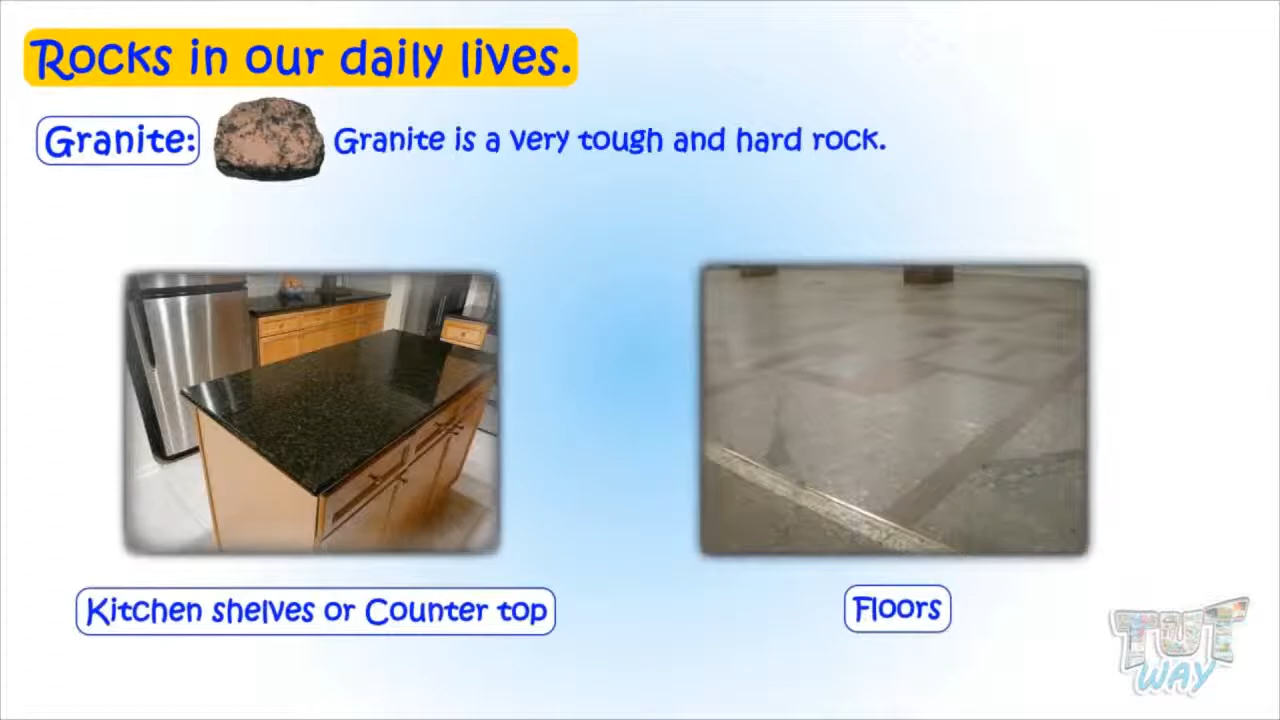 Rocks in our daily lives.
Granite: Granite is a very tough and hard rock.
Kitchen shelves or Counter top
Floors
TUT
WAY